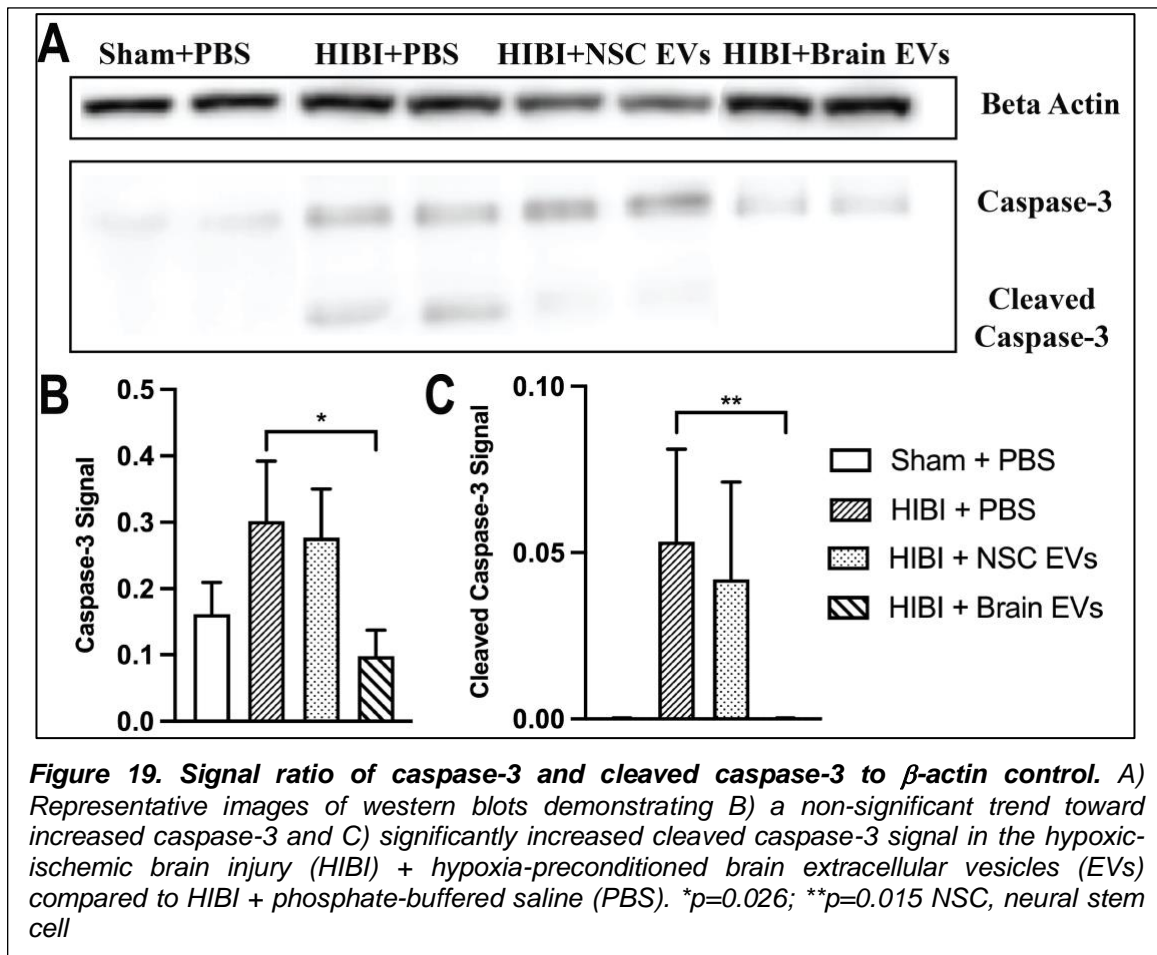 A
Sham+PBS HIBI+PBS HIBI+NSC EVs HIBI+Brain EVs
Beta Actin
Caspase-3
Cleaved
Caspase-3
B
Caspase-3 Signal
0.5
0.4
0.3
0.2
0.1
0.0
*
C
Cleaved Caspase-3 Signal
0.10
0.05
0.00
**
Sham + PBS
HIBI + PBS
HIBI + NSC EVs
HIBI + Brain EVs
Figure 19. Signal ratio of caspase-3 and cleaved caspase-3 to β-actin control. A)
Representative images of western blots demonstrating B) a non-significant trend toward
increased caspase-3 and C) significantly increased cleaved caspase-3 signal in the hypoxic-
ischemic brain injury (HIBI) + hypoxia-preconditioned brain extracellular vesicles (EVs)
compared to HIBI + phosphate-buffered saline (PBS). *p=0.026; **p=0.015 NSC, neural stem
cell